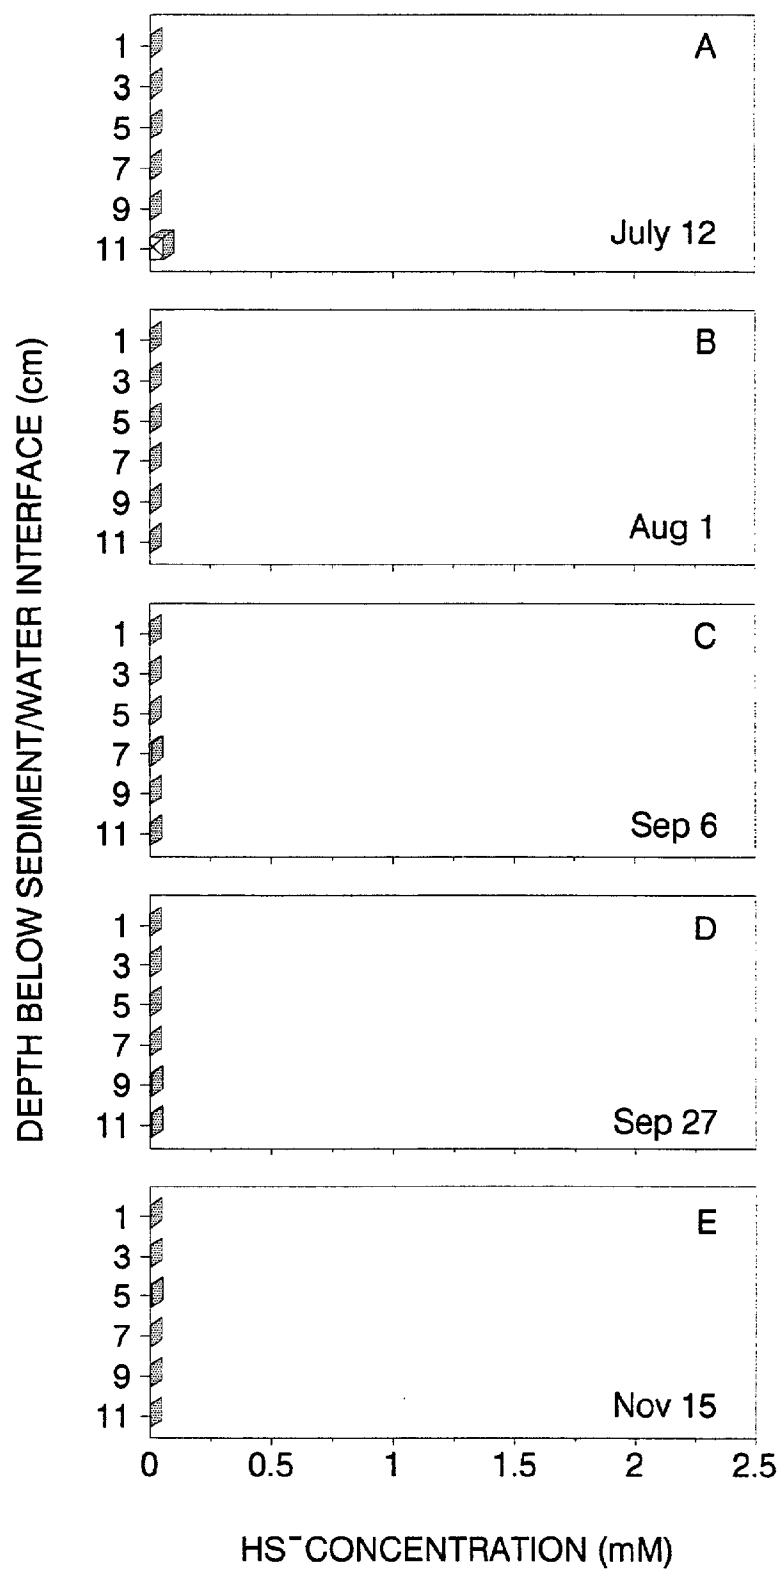 A
1
3
5
7
9
11
July 12
B
1
3
5
7
9
11
Aug 1
C
1
3
5
7
9
11
Sep 6
D
1
3
5
7
9
11
Sep 27
E
1
3
5
7
9
11
Nov 15
0 0.5 1 1.5 2 2.5
HS⁻CONCENTRATION (mM)
DEPTH BELOW SEDIMENT/WATER INTERFACE (cm)